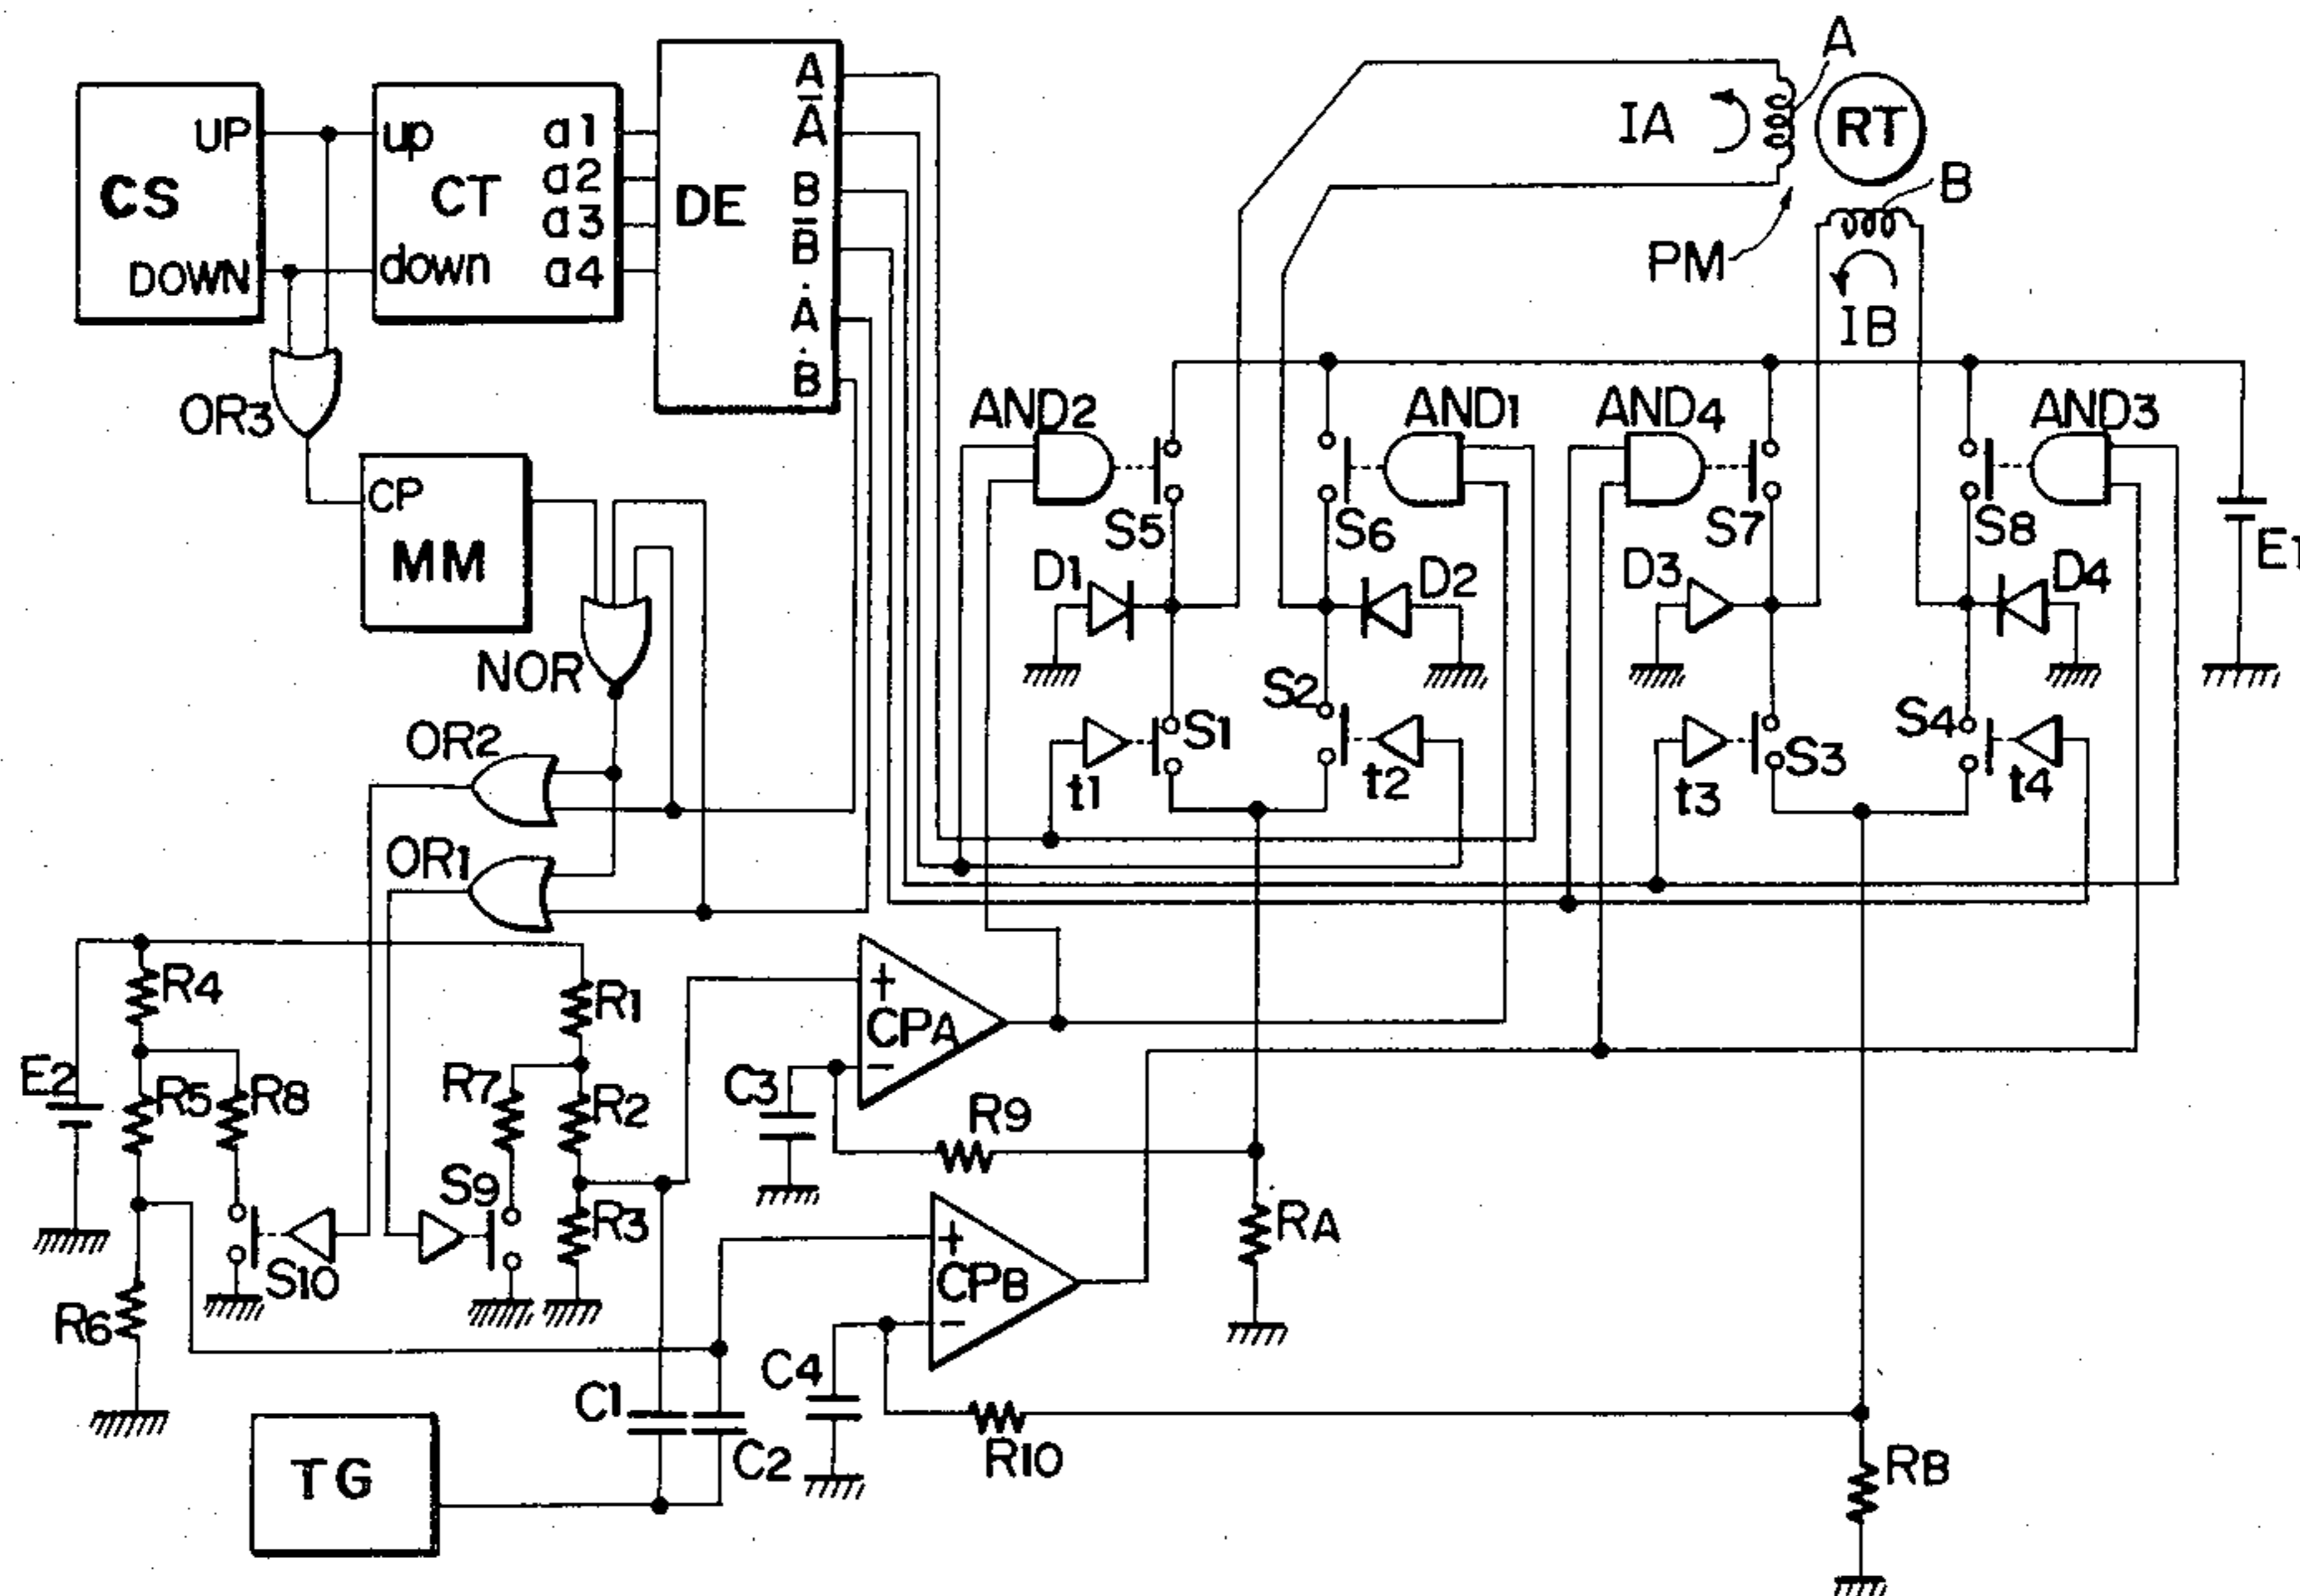 CS
UP
DOWN
up
down
CT
a1
a2
a3
a4
DE
A
A̅
B
B̅
Ȧ
Ḃ
IA
A
RT
B
PM
IB
OR3
CP
MM
NOR
OR2
OR1
AND2
AND1
AND4
AND3
S5
S6
S7
S8
E1
D1
D2
D3
D4
S1
S2
S3
S4
t1
t2
t3
t4
E2
R4
R5
R8
R6
S10
R7
S9
R1
R2
R3
+
CPA
−
C3
R9
RA
+
CPB
−
C4
R10
RB
C1
C2
TG